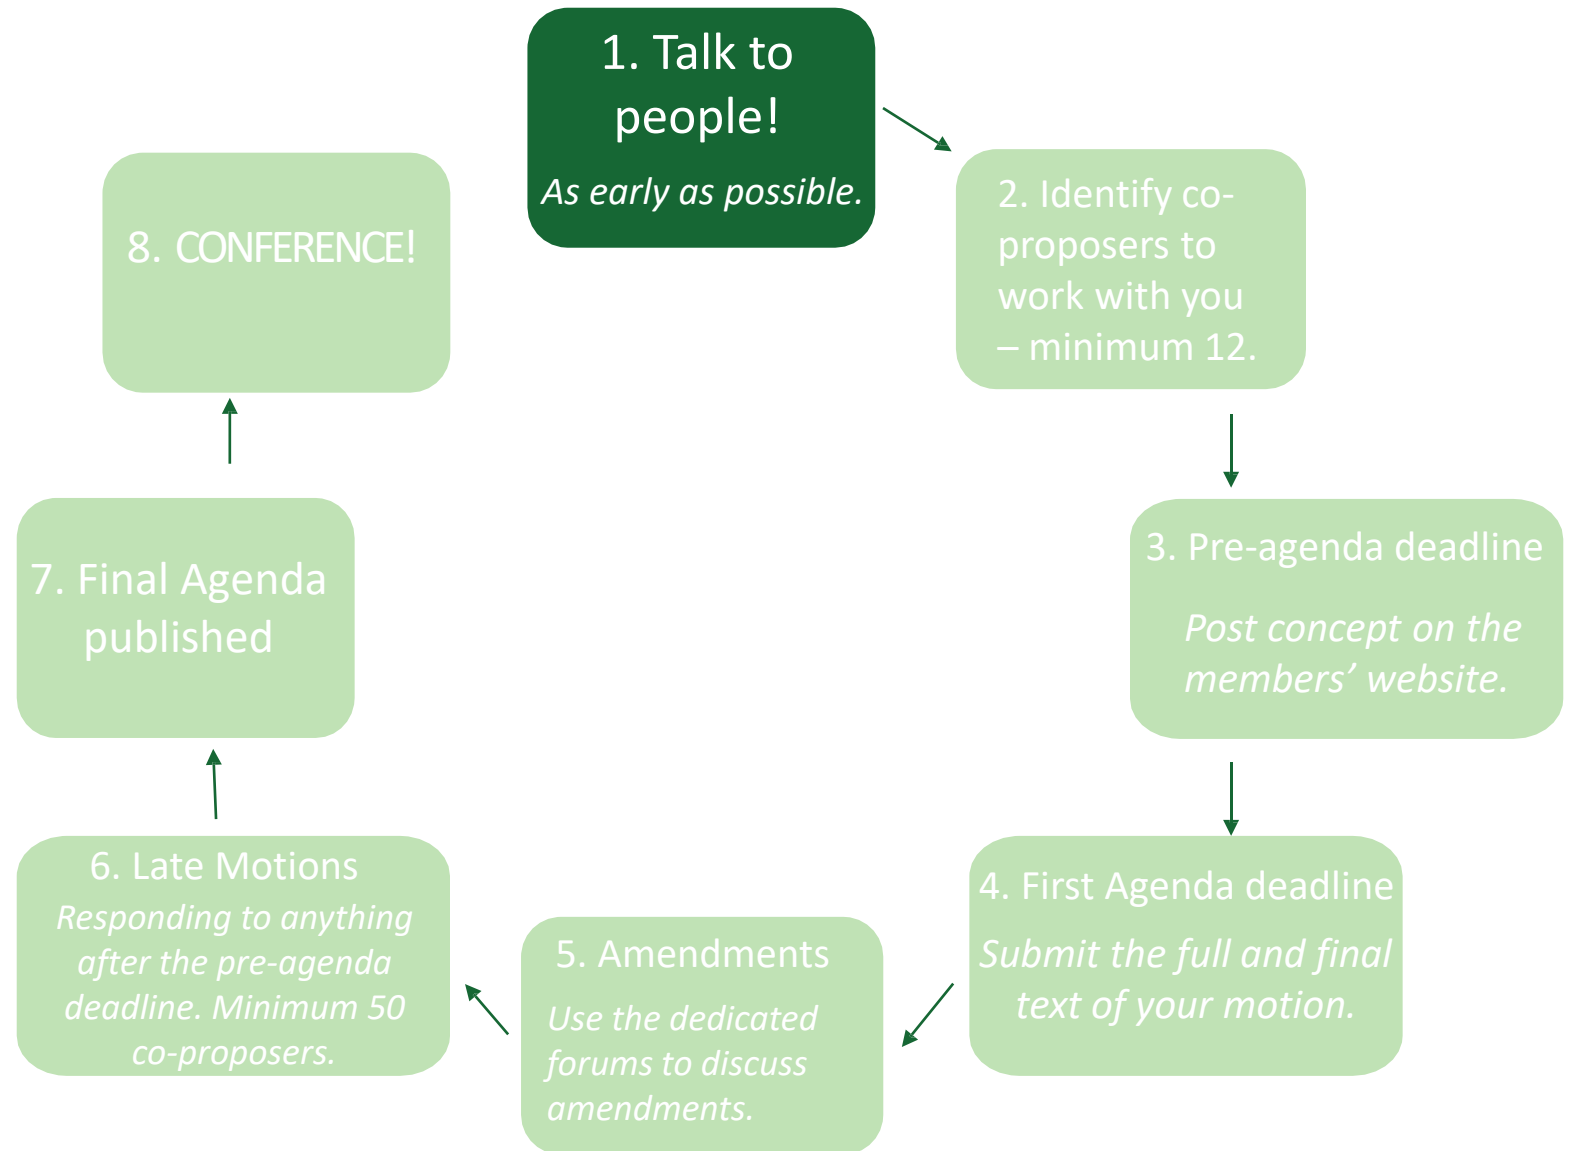 1. Talk to
people!
As early as possible.
2. Identify co-
proposers to
work with you
– minimum 12.
3. Pre-agenda deadline
Post concept on the
members’ website.
4. First Agenda deadline
Submit the full and final
text of your motion.
5. Amendments
Use the dedicated
forums to discuss
amendments.
6. Late Motions
Responding to anything
after the pre-agenda
deadline. Minimum 50
co-proposers.
7. Final Agenda
published
8. CONFERENCE!